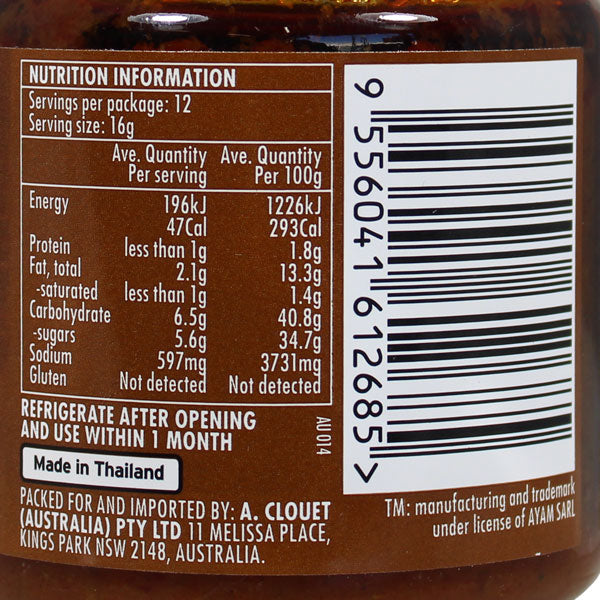 NUTRITION INFORMATION
Servings per package: 12
Serving size: 16g
Ave. Quantity Ave. Quantity
Per serving Per 100g
Energy 196kJ 1226kJ
47Cal 293Cal
Protein less than 1g 1.8g
Fat, total 2.1g 13.3g
-saturated less than 1g 1.4g
Carbohydrate 6.5g 40.8g
-sugars 5.6g 34.7g
Sodium 597mg 3731mg
Gluten Not detected Not detected
REFRIGERATE AFTER OPENING
AND USE WITHIN 1 MONTH
AU014
Made in Thailand
PACKED FOR AND IMPORTED BY: A. CLOUET
(AUSTRALIA) PTY LTD 11 MELISSA PLACE,
KINGS PARK NSW 2148, AUSTRALIA.
9 556041 612685 >
TM: manufacturing and trademark
under license of AYAM SARL